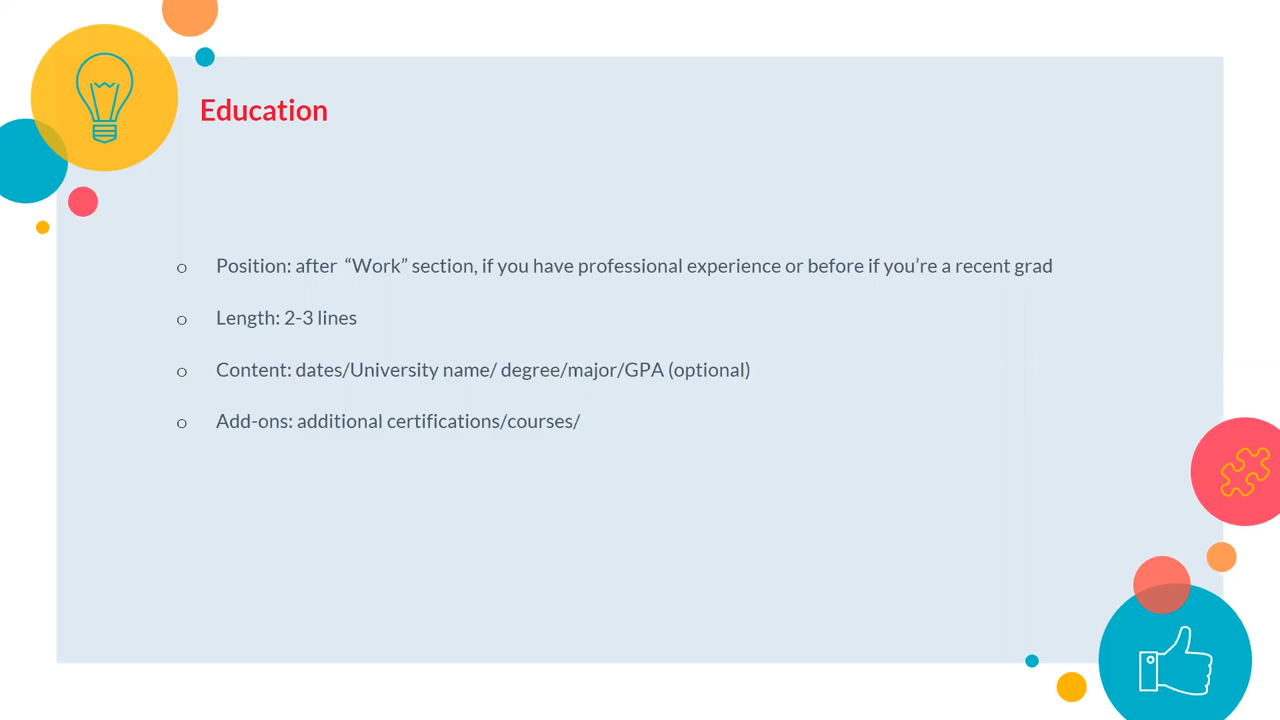 Education
o Position: after “Work” section, if you have professional experience or before if you’re a recent grad
o Length: 2-3 lines
o Content: dates/University name/ degree/major/GPA (optional)
o Add-ons: additional certifications/courses/